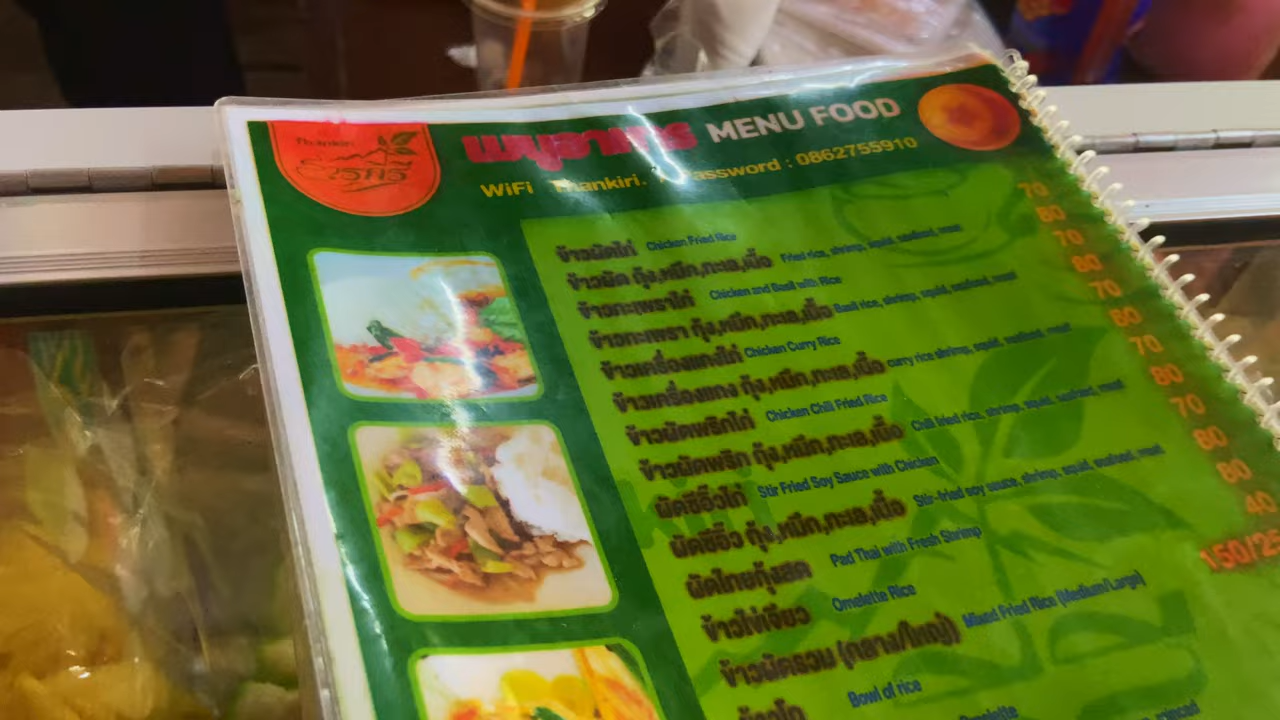 Thankiri
เมนูอาหาร MENU FOOD
WiFi Thankiri. Password : 0862755910
ข้าวผัดไก่ Chicken Fried Rice 70
ข้าวผัด กุ้ง,หมึก,ทะเล,เนื้อ Fried rice, shrimp, squid, seafood, meat 80
ข้าวกะเพราไก่ Chicken and Basil with Rice 70
ข้าวกะเพรา กุ้ง,หมึก,ทะเล,เนื้อ Basil rice, shrimp, squid, seafood, meat 80
ข้าวเครื่องแกงไก่ Chicken Curry Rice 70
ข้าวเครื่องแกง กุ้ง,หมึก,ทะเล,เนื้อ curry rice shrimp, squid, seafood, meat 80
ข้าวผัดพริกไก่ Chicken Chili Fried Rice 70
ข้าวผัดพริก กุ้ง,หมึก,ทะเล,เนื้อ Chili fried rice, shrimp, squid, seafood, meat 80
ผัดซีอิ๊วไก่ Stir Fried Soy Sauce with Chicken 70
ผัดซีอิ๊ว กุ้ง,หมึก,ทะเล,เนื้อ Stir-fried soy sauce, shrimp, squid, seafood, meat 80
ผัดไทยกุ้งสด Pad Thai with Fresh Shrimp 80
ข้าวไข่เจียว Omelette Rice 40
ข้าวผัดรวม (กลาง/ใหญ่) Mixed Fried Rice (Medium/Large) 150/25
Bowl of rice
Omelette